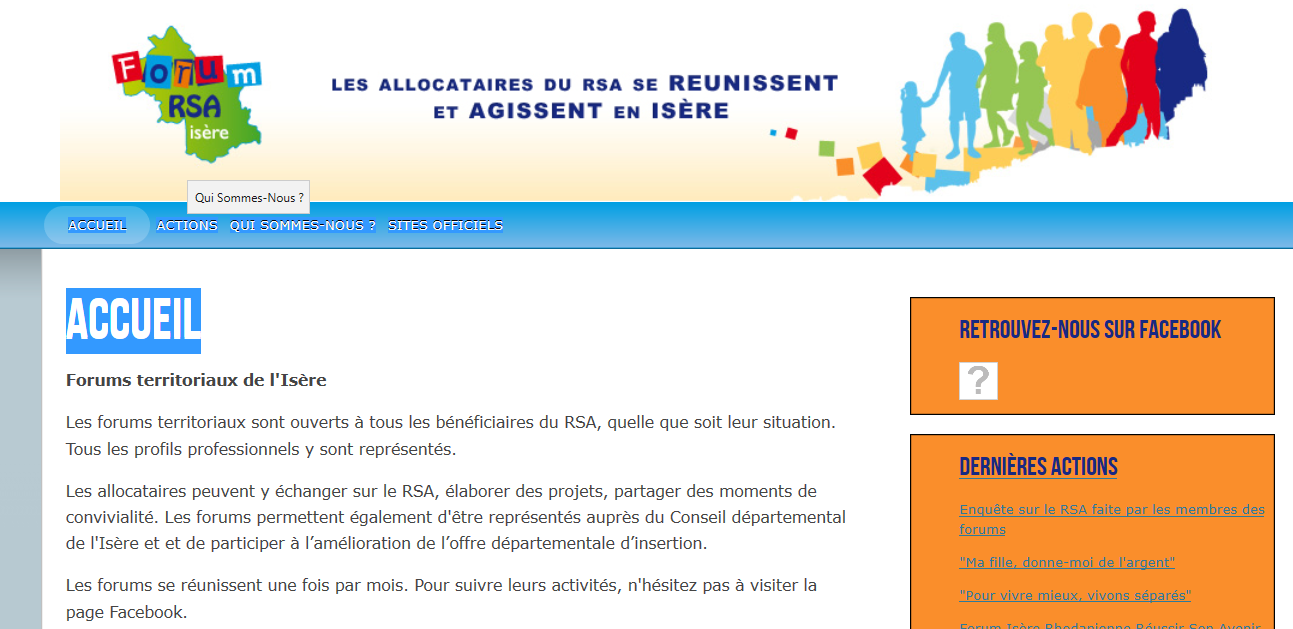 Forum
RSA
isère
LES ALLOCATAIRES DU RSA SE REUNISSENT
ET AGISSENT EN ISÈRE
Qui Sommes-Nous ?
ACCUEIL ACTIONS QUI SOMMES-NOUS ? SITES OFFICIELS
ACCUEIL
Forums territoriaux de l'Isère
Les forums territoriaux sont ouverts à tous les bénéficiaires du RSA, quelle que soit leur situation.
Tous les profils professionnels y sont représentés.
Les allocataires peuvent y échanger sur le RSA, élaborer des projets, partager des moments de
convivialité. Les forums permettent également d'être représentés auprès du Conseil départemental
de l'Isère et et de participer à l’amélioration de l’offre départementale d’insertion.
Les forums se réunissent une fois par mois. Pour suivre leurs activités, n'hésitez pas à visiter la
page Facebook.
RETROUVEZ-NOUS SUR FACEBOOK
?
DERNIÈRES ACTIONS
Enquête sur le RSA faite par les membres des
forums
"Ma fille, donne-moi de l'argent"
"Pour vivre mieux, vivons séparés"
Forum Isère Rhodanienne Réussir Son Avenir